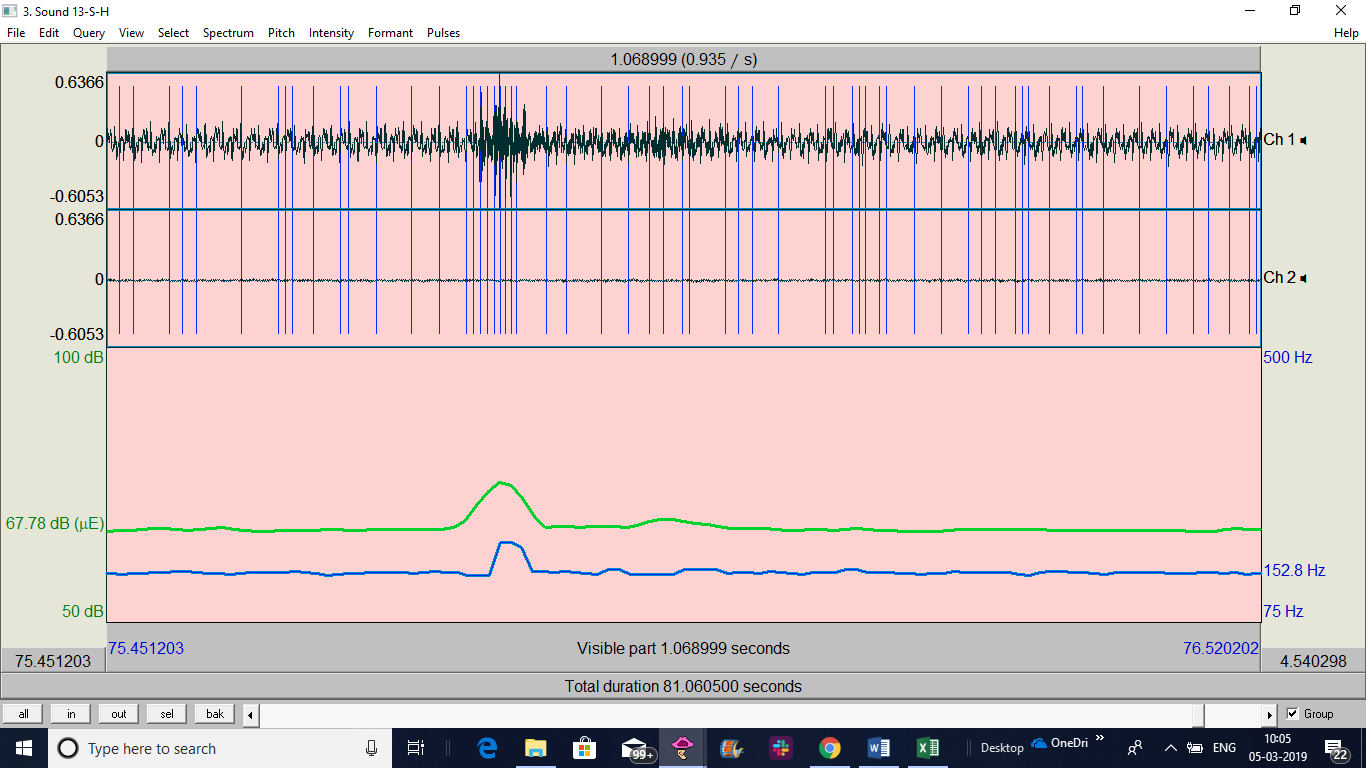 3. Sound 13-S-H
File Edit Query View Select Spectrum Pitch Intensity Formant Pulses Help
1.068999 (0.935 / s)
0.6366
0
-0.6053
Ch 1
0.6366
0
-0.6053
Ch 2
100 dB
500 Hz
67.78 dB (µE)
152.8 Hz
50 dB
75 Hz
75.451203
75.451203 Visible part 1.068999 seconds 76.520202
4.540298
Total duration 81.060500 seconds
all in out sel bak Group
Type here to search
99+
Desktop OneDri » ENG
10:05
05-03-2019
22